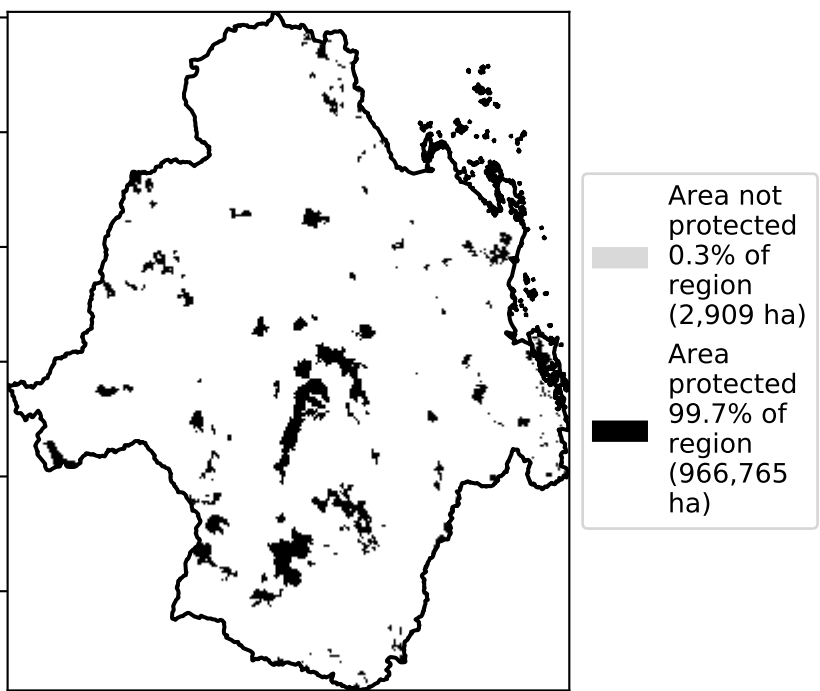 Area not
protected
0.3% of
region
(2,909 ha)
Area
protected
99.7% of
region
(966,765
ha)